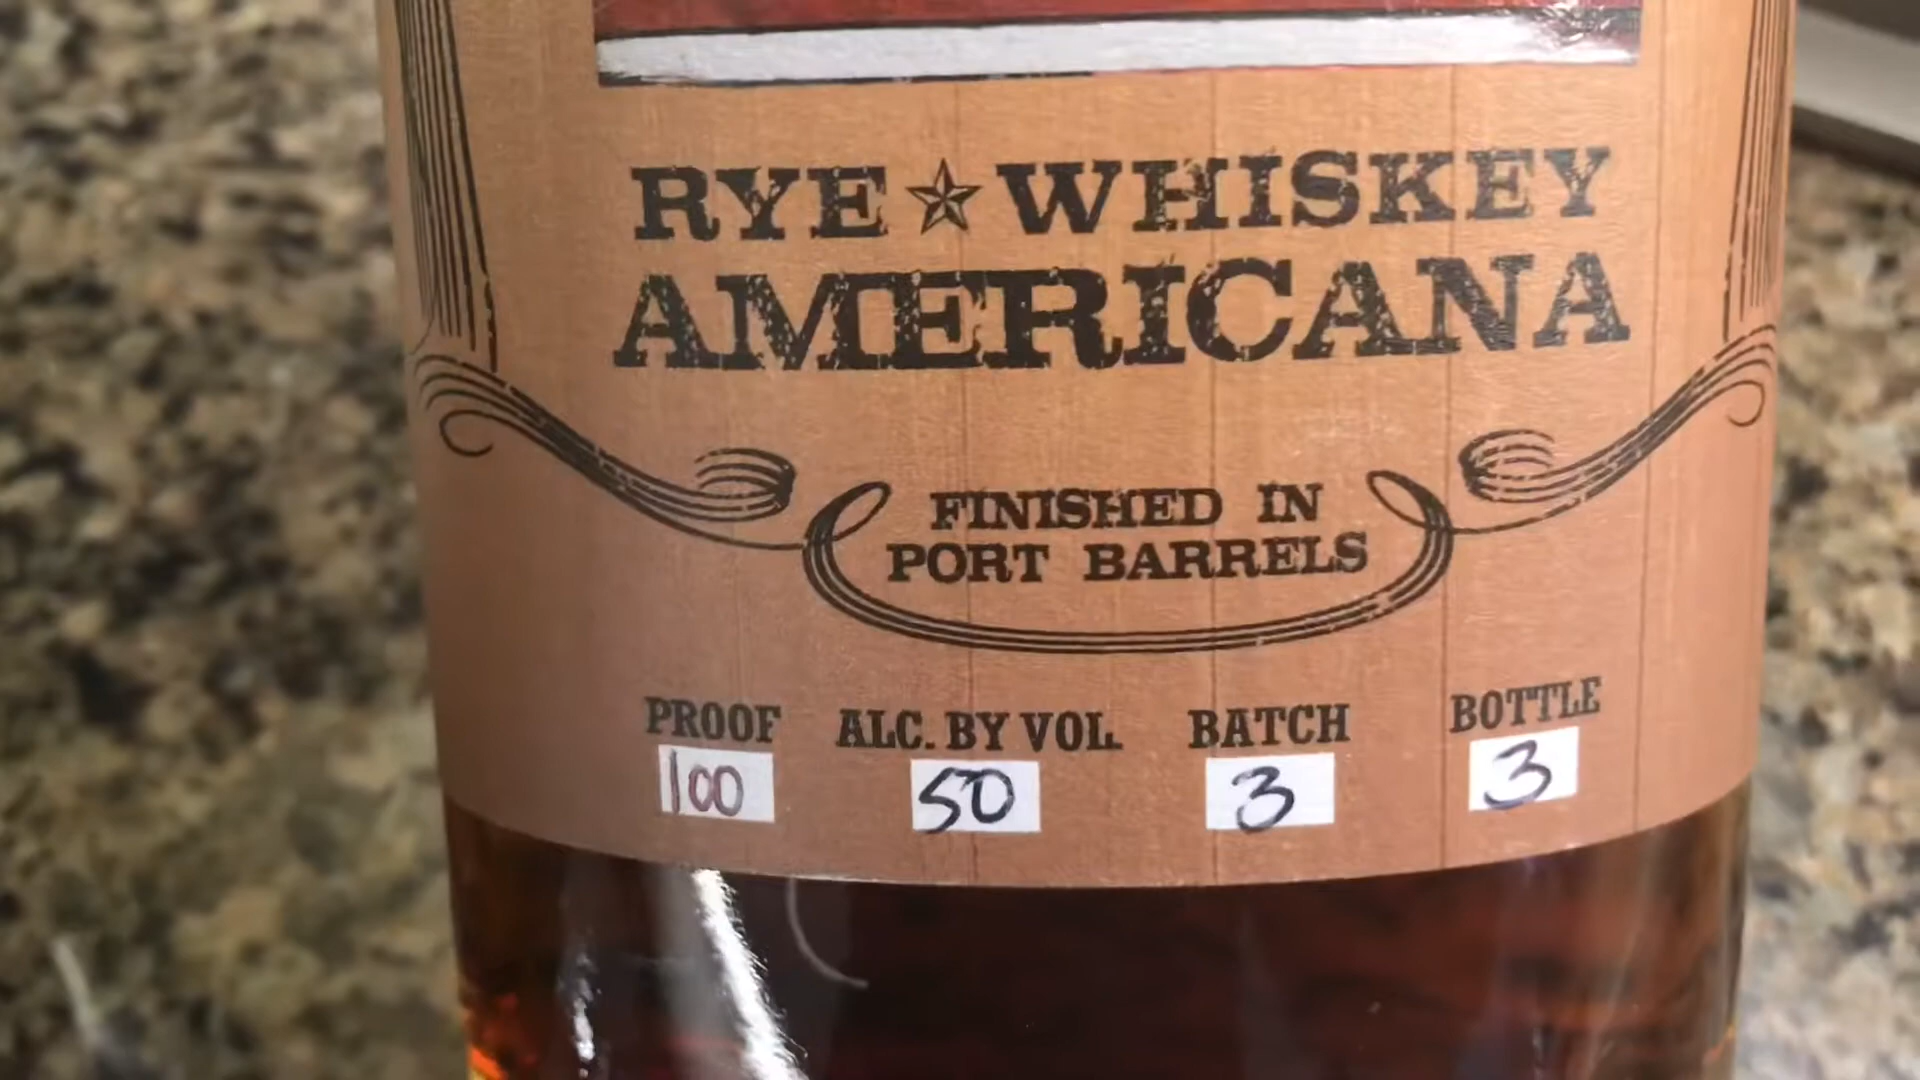 RYE WHISKEY
AMERICANA
FINISHED IN
PORT BARRELS
PROOF ALC. BY VOL. BATCH BOTTLE
100 50 3 3